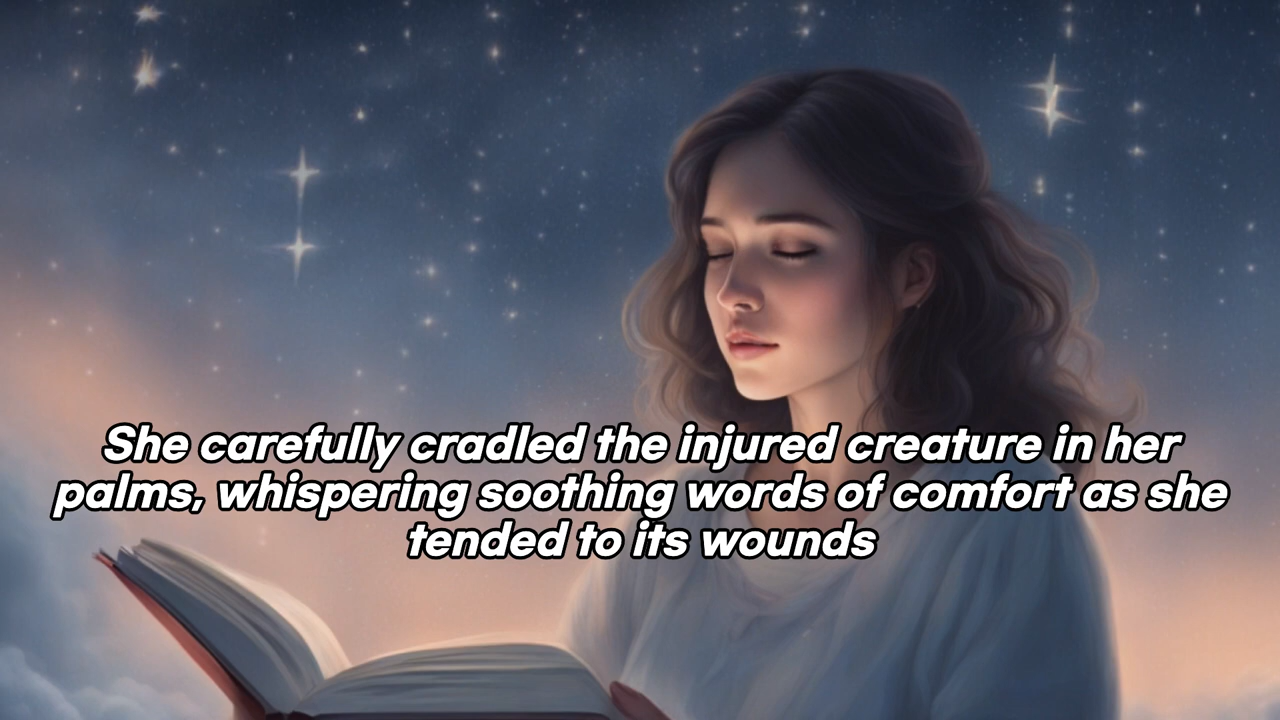 She carefully cradled the injured creature in her
palms, whispering soothing words of comfort as she
tended to its wounds